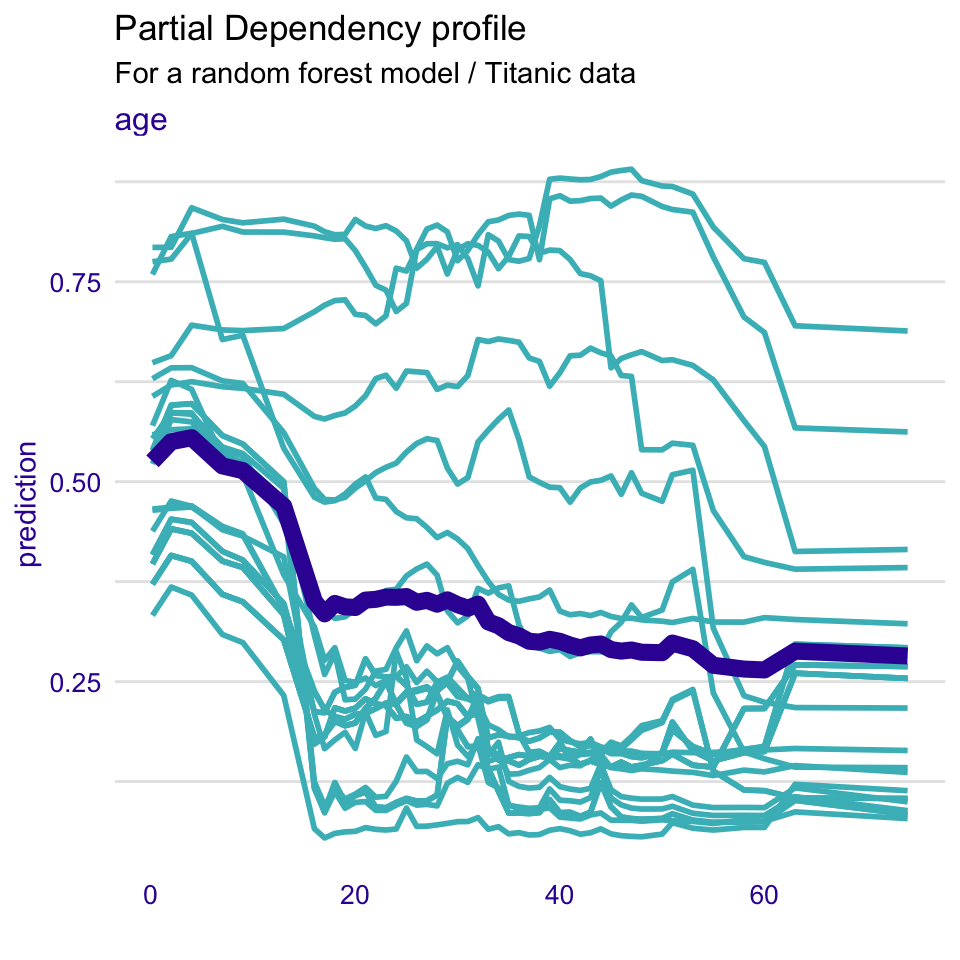 Partial Dependency profile
For a random forest model / Titanic data
age
prediction
0.75
0.50
0.25
0
20
40
60